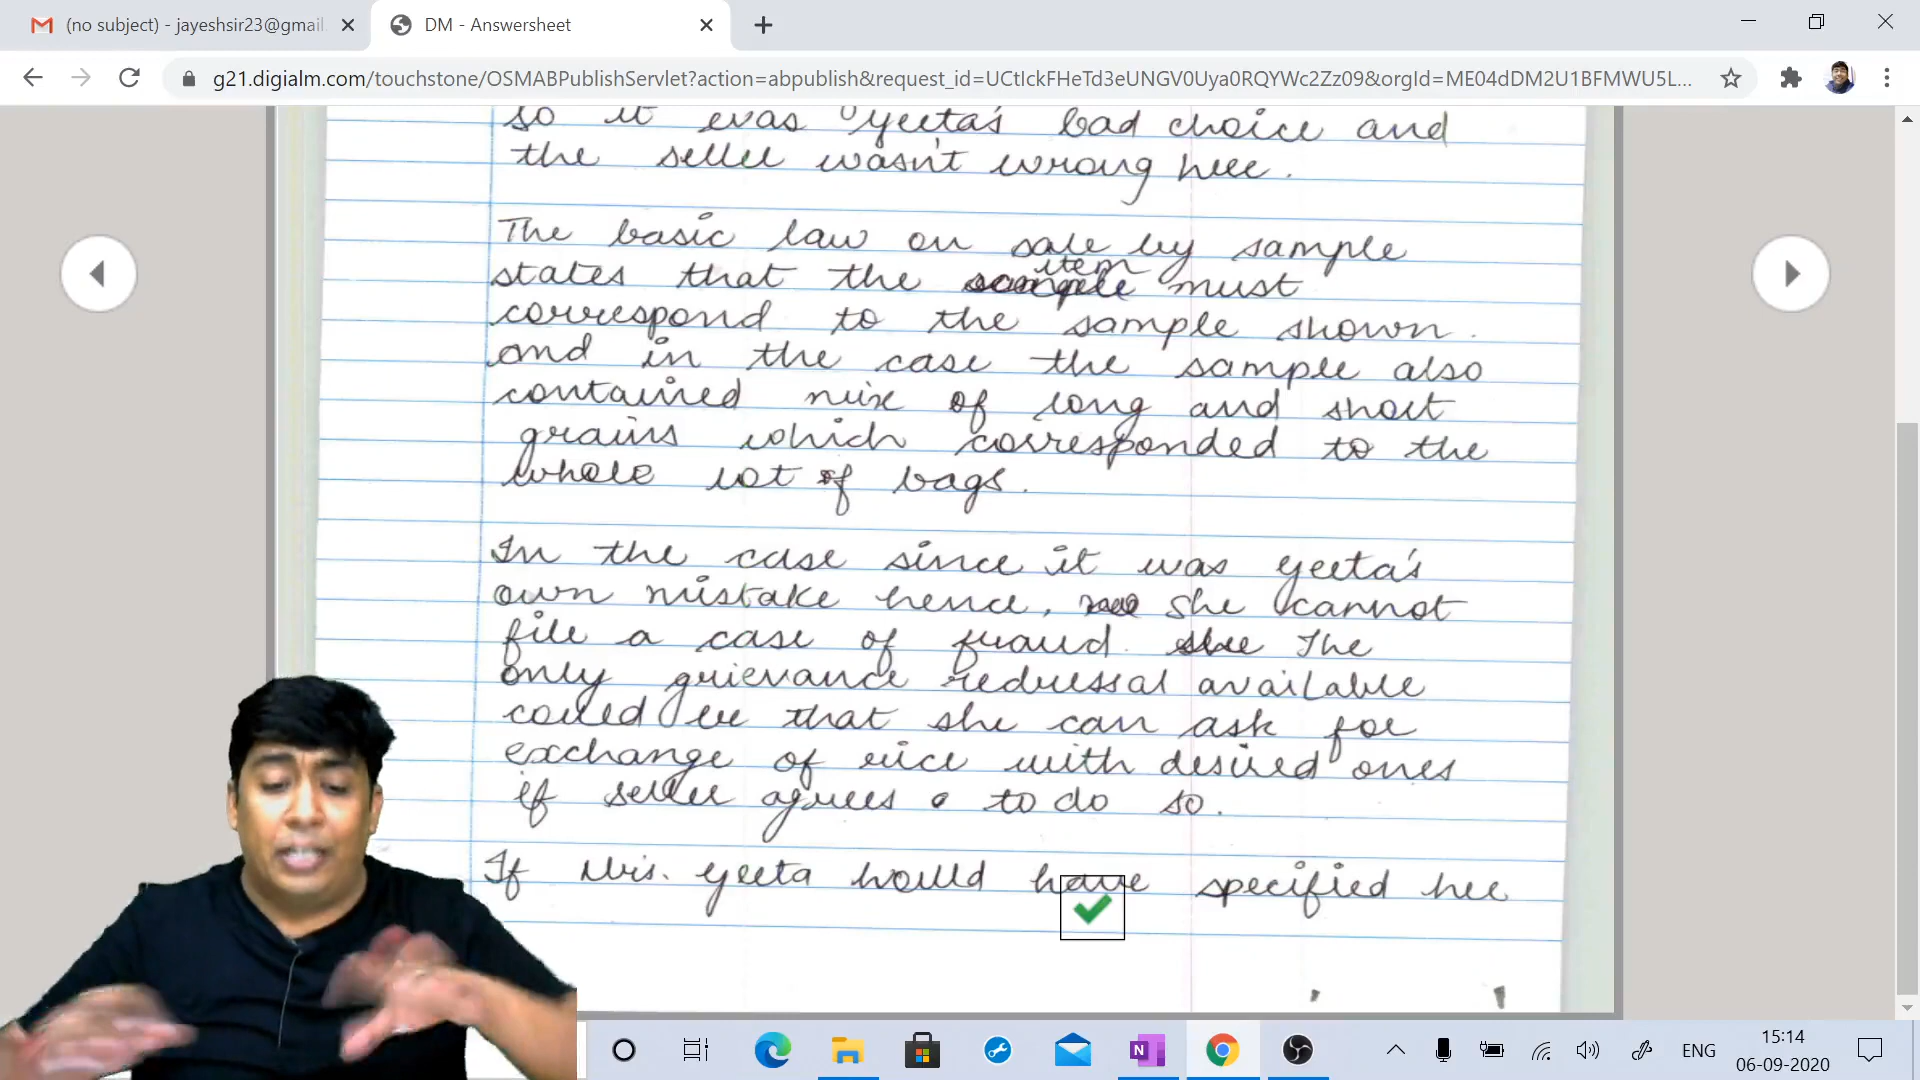 (no subject) - jayeshsir23@gmail.
DM - Answersheet
g21.digialm.com/touchstone/OSMABPublishServlet?action=abpublish&request_id=UCtIckFHeTd3eUNGV0Uya0RQYWc2Zz09&orgId=ME04dDM2U1BFMWU5L...
so it was Geeta's bad choice and
the seller wasn't wrong here.
The basic law on sale by sample
states that the item must
correspond to the sample shown.
and in the case the sample also
contained mix of long and short
grains which corresponded to the
whole lot of bags.
In the case since it was Geeta's
own mistake hence, she cannot
file a case of fraud. The
only grievance redressal available
could be that she can ask for
exchange of rice with desired ones
if seller agrees to do so.
If Mrs. Geeta would have specified her
ENG
15:14
06-09-2020